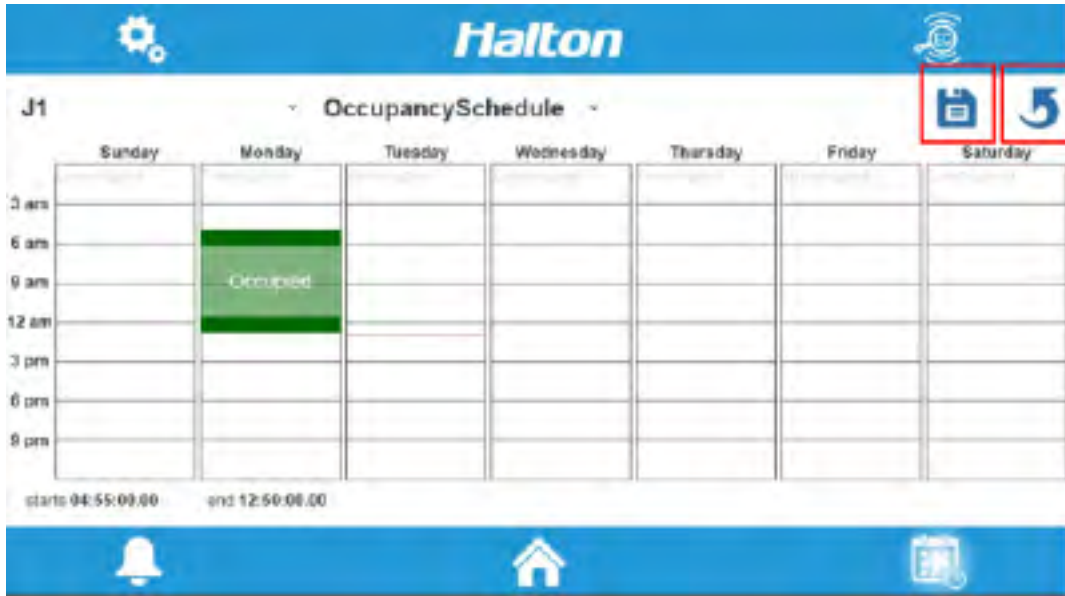 Halton
J1 OccupancySchedule
Sunday Monday Tuesday Wednesday Thursday Friday Saturday
3 am
6 am
9 am
Occupied
12 am
3 pm
6 pm
9 pm
starts 04:55:00.00 end 12:50:00.00